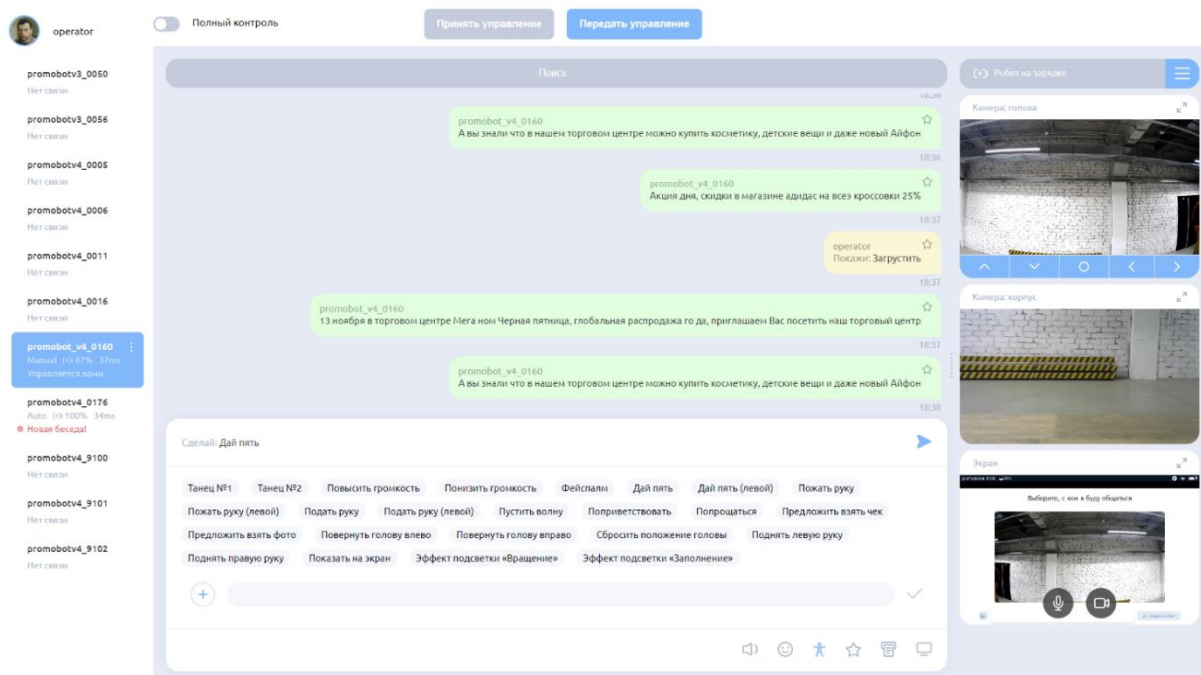 operator
Полный контроль
Принять управление
Передать управление
promobotv3_0050
Нет связи
promobotv3_0056
Нет связи
promobotv4_0005
Нет связи
promobotv4_0006
Нет связи
promobotv4_0011
Нет связи
promobotv4_0016
Нет связи
promobot_v4_0160
Manual 87% 32ms
Управляется вами
promobotv4_0176
Auto 100% 34ms
Новая беседа!
promobotv4_9100
Нет связи
promobotv4_9101
Нет связи
promobotv4_9102
Нет связи
Поиск
18:36
promobot_v4_0160
А вы знали что в нашем торговом центре можно купить косметику, детские вещи и даже новый Айфон
18:36
promobot_v4_0160
Акция дня, скидки в магазине адидас на всеэ кроссовки 25%
18:37
operator
Покажи: Загрустить
18:37
promobot_v4_0160
13 ноября в торговом центре Мега ном Черная пятница, глобальная распродажа го да, приглашаем Вас посетить наш торговый центр
18:37
promobot_v4_0160
А вы знали что в нашем торговом центре можно купить косметику, детские вещи и даже новый Айфон
18:38
Сделай: Дай пять
Танец №1 Танец №2 Повысить громкость Понизить громкость Фейспалм Дай пять Дай пять (левой) Пожать руку
Пожать руку (левой) Подать руку Подать руку (левой) Пустить волну Поприветствовать Попрощаться Предложить взять чек
Предложить взять фото Повернуть голову влево Повернуть голову вправо Сбросить положение головы Поднять левую руку
Поднять правую руку Показать на экран Эффект подсветки «Вращение» Эффект подсветки «Заполнение»
Робот на зарядке
Камера: голова
Камера: корпус
Экран
Выберите, с кем я буду общаться